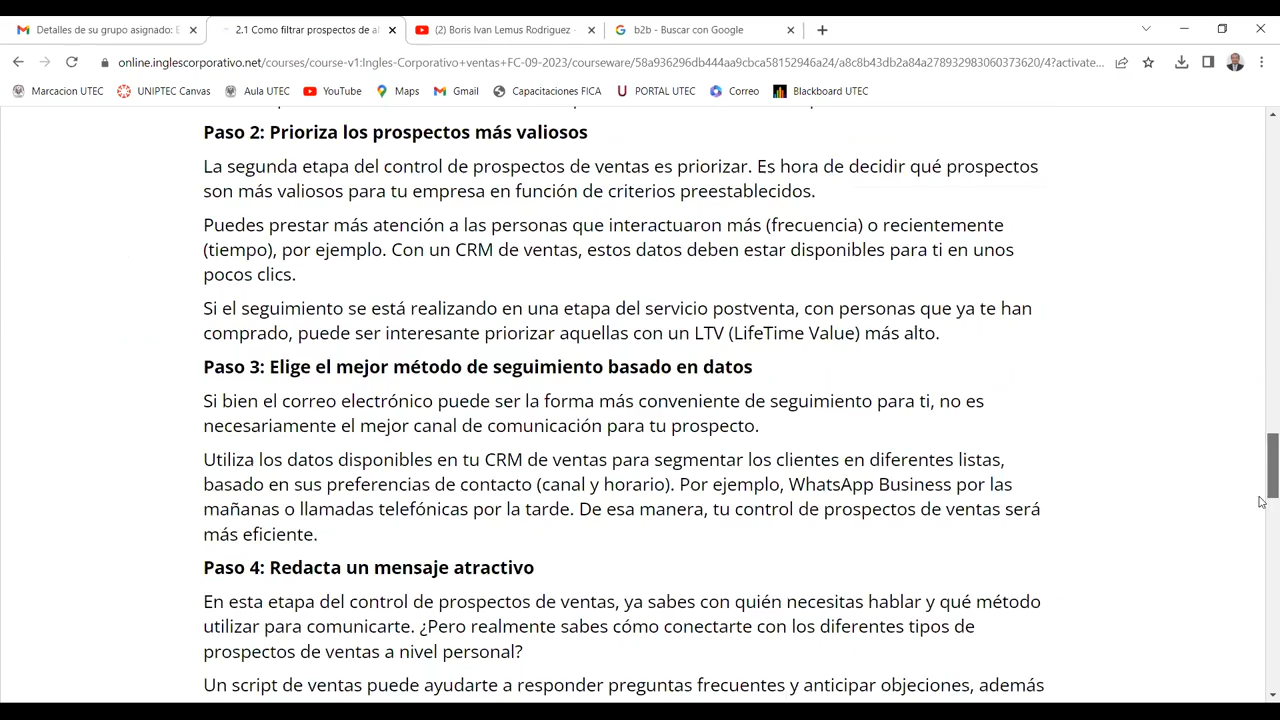 Detalles de su grupo asignado: E
2.1 Como filtrar prospectos de al
(2) Boris Ivan Lemus Rodriguez -
b2b - Buscar con Google
online.inglescorporativo.net/courses/course-v1:Ingles-Corporativo+ventas+FC-09-2023/courseware/58a936296db444aa9cbca58152946a24/a8c8b43db2a84a278932983060373620/4?activate...
Marcacion UTEC
UNIPTEC Canvas
Aula UTEC
YouTube
Maps
Gmail
Capacitaciones FICA
PORTAL UTEC
Correo
Blackboard UTEC
Paso 2: Prioriza los prospectos más valiosos
La segunda etapa del control de prospectos de ventas es priorizar. Es hora de decidir qué prospectos
son más valiosos para tu empresa en función de criterios preestablecidos.
Puedes prestar más atención a las personas que interactuaron más (frecuencia) o recientemente
(tiempo), por ejemplo. Con un CRM de ventas, estos datos deben estar disponibles para ti en unos
pocos clics.
Si el seguimiento se está realizando en una etapa del servicio postventa, con personas que ya te han
comprado, puede ser interesante priorizar aquellas con un LTV (LifeTime Value) más alto.
Paso 3: Elige el mejor método de seguimiento basado en datos
Si bien el correo electrónico puede ser la forma más conveniente de seguimiento para ti, no es
necesariamente el mejor canal de comunicación para tu prospecto.
Utiliza los datos disponibles en tu CRM de ventas para segmentar los clientes en diferentes listas,
basado en sus preferencias de contacto (canal y horario). Por ejemplo, WhatsApp Business por las
mañanas o llamadas telefónicas por la tarde. De esa manera, tu control de prospectos de ventas será
más eficiente.
Paso 4: Redacta un mensaje atractivo
En esta etapa del control de prospectos de ventas, ya sabes con quién necesitas hablar y qué método
utilizar para comunicarte. ¿Pero realmente sabes cómo conectarte con los diferentes tipos de
prospectos de ventas a nivel personal?
Un script de ventas puede ayudarte a responder preguntas frecuentes y anticipar objeciones, además